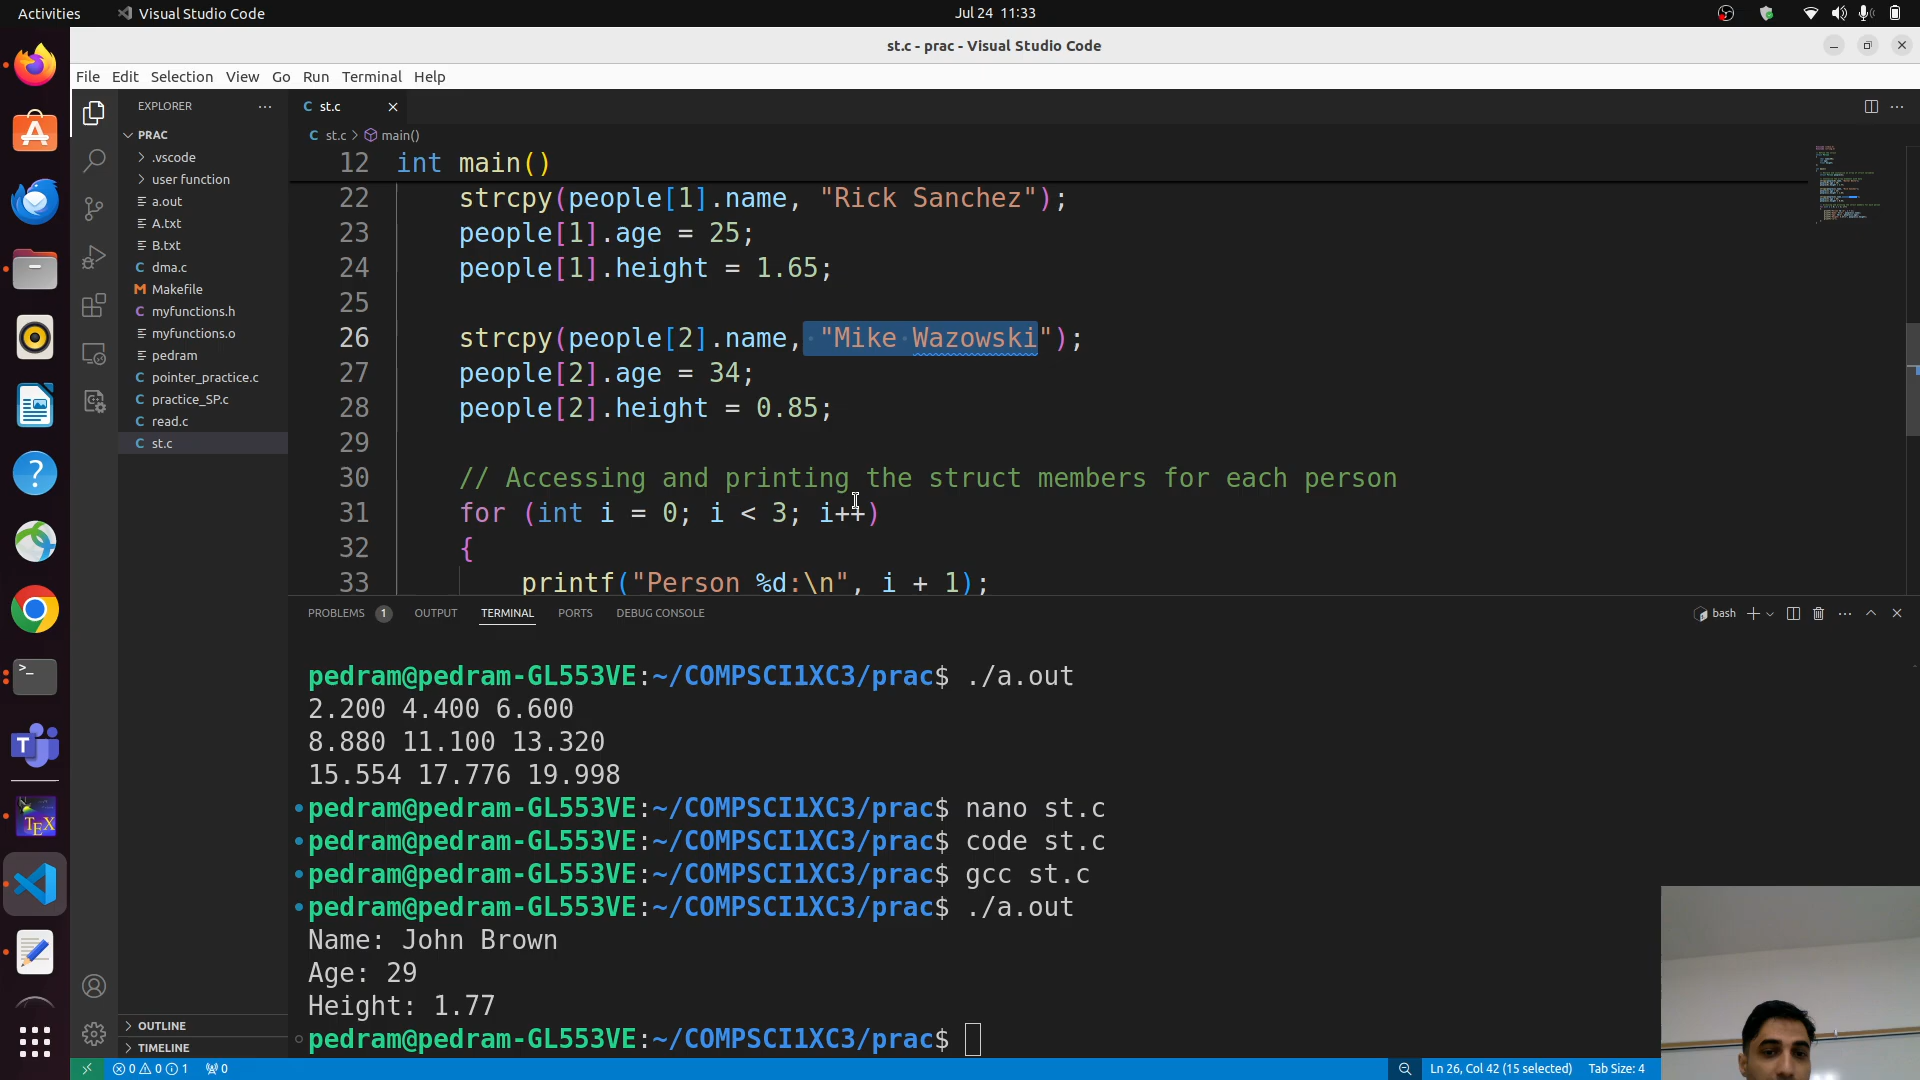 Activities
Visual Studio Code
Jul 24 11:33
st.c - prac - Visual Studio Code
File Edit Selection View Go Run Terminal Help
EXPLORER
PRAC
.vscode
user function
a.out
A.txt
B.txt
dma.c
Makefile
myfunctions.h
myfunctions.o
pedram
pointer_practice.c
practice_SP.c
read.c
st.c
OUTLINE
TIMELINE
st.c
st.c > main()
12 int main()
22 strcpy(people[1].name, "Rick Sanchez");
23 people[1].age = 25;
24 people[1].height = 1.65;
25
26 strcpy(people[2].name, "Mike Wazowski");
27 people[2].age = 34;
28 people[2].height = 0.85;
29
30 // Accessing and printing the struct members for each person
31 for (int i = 0; i < 3; i++)
32 {
33 printf("Person %d:\n", i + 1);
PROBLEMS 1 OUTPUT TERMINAL PORTS DEBUG CONSOLE
bash
pedram@pedram-GL553VE:~/COMPSCI1XC3/prac$ ./a.out
2.200 4.400 6.600
8.880 11.100 13.320
15.554 17.776 19.998
pedram@pedram-GL553VE:~/COMPSCI1XC3/prac$ nano st.c
pedram@pedram-GL553VE:~/COMPSCI1XC3/prac$ code st.c
pedram@pedram-GL553VE:~/COMPSCI1XC3/prac$ gcc st.c
pedram@pedram-GL553VE:~/COMPSCI1XC3/prac$ ./a.out
Name: John Brown
Age: 29
Height: 1.77
pedram@pedram-GL553VE:~/COMPSCI1XC3/prac$
0 0 1 0
Ln 26, Col 42 (15 selected) Tab Size: 4